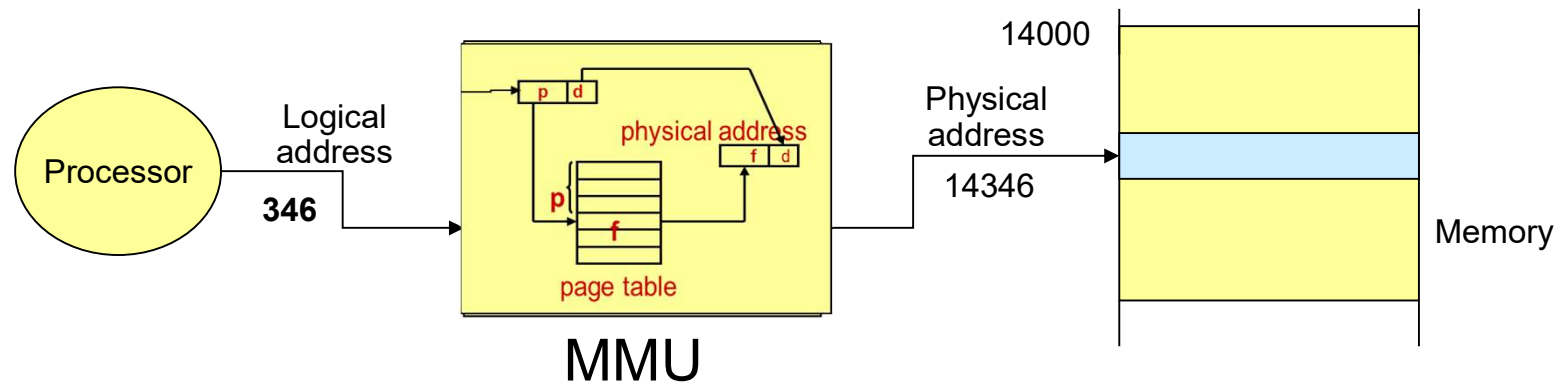 Processor
Logical
address
346
p d
physical address
f d
p
f
page table
MMU
Physical
address
14346
14000
Memory